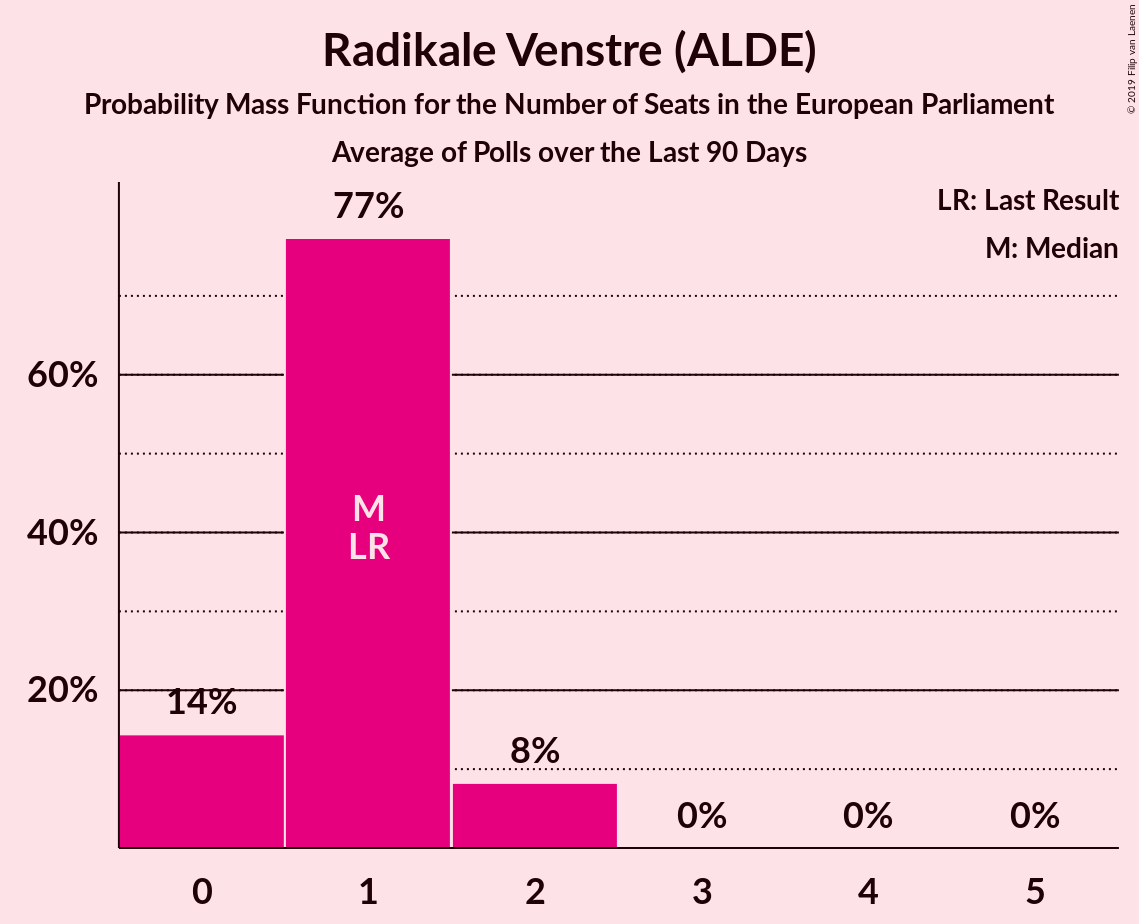 Radikale Venstre (ALDE)
Probability Mass Function for the Number of Seats in the European Parliament
Average of Polls over the Last 90 Days
© 2019 Filip van Laenen
LR: Last Result
M: Median
77%
60%
M
40%
LR
20%
14%
8%
0%
0%
0%
0
1
2
3
4
5